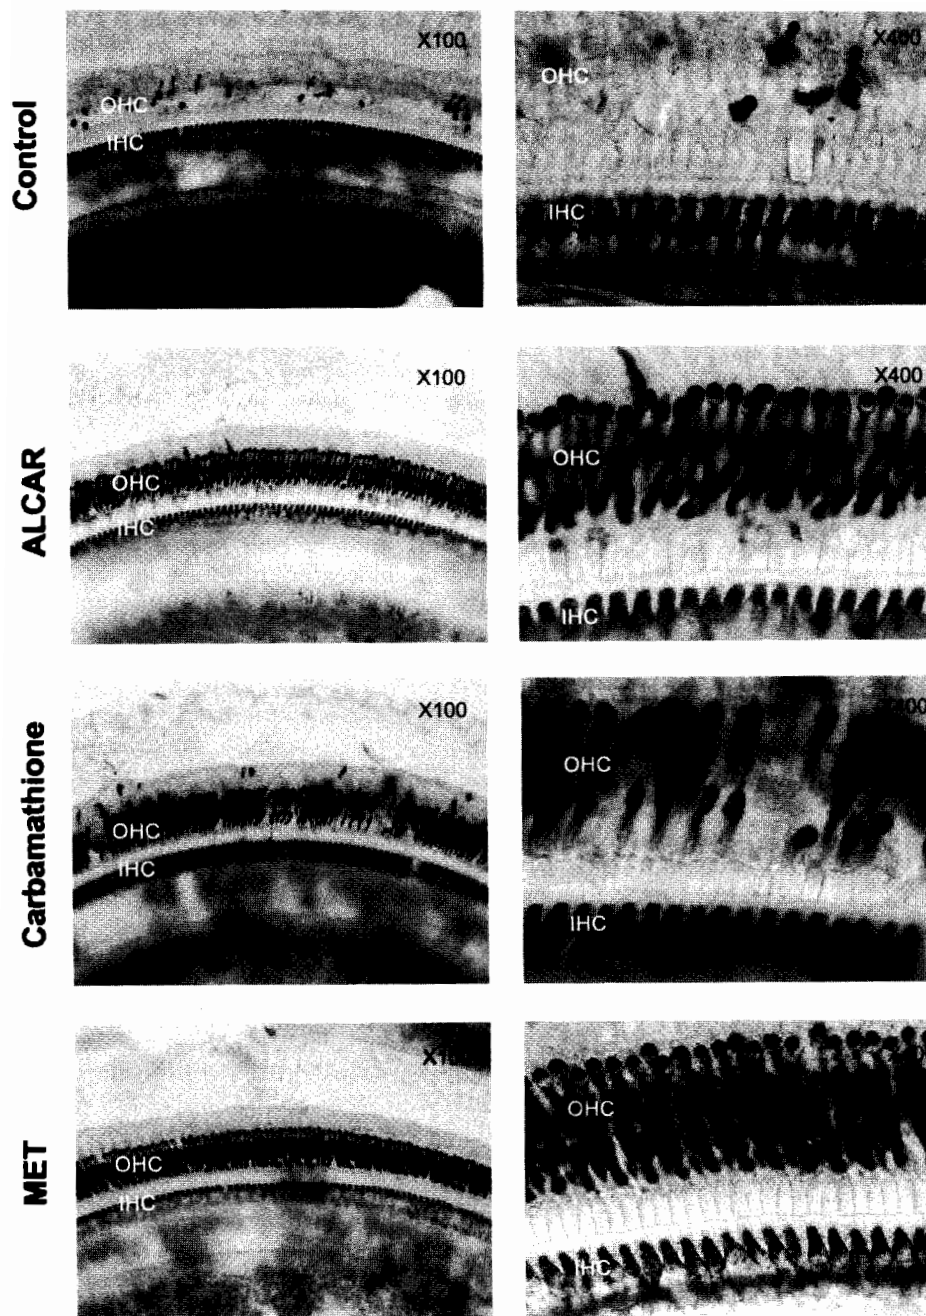 Control
X100
OHC
IHC
X400
OHC
IHC
ALCAR
X100
OHC
IHC
X400
OHC
IHC
Carbamathione
X100
OHC
IHC
OHC
IHC
MET
OHC
IHC
OHC
IHC